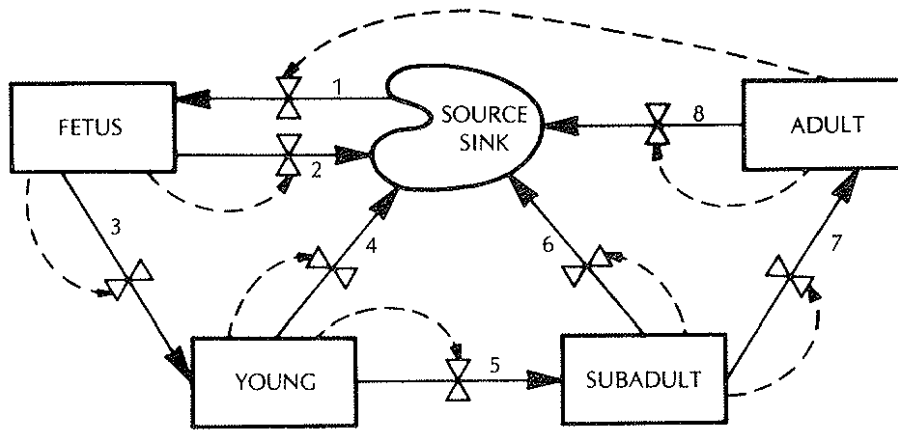 1
8
FETUS
SOURCE
SINK
ADULT
2
3
4
6
7
YOUNG
5
SUBADULT